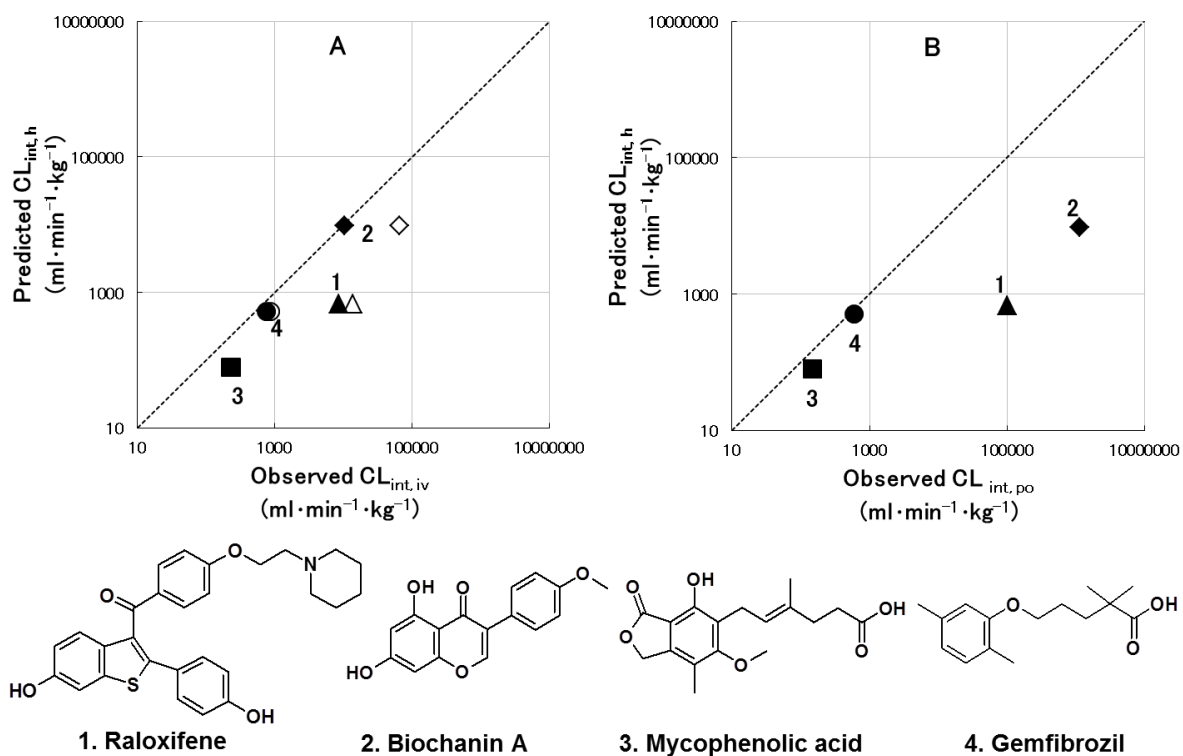 A
10000000
100000
1000
10
10
1000
100000
10000000
Predicted CLint,h
(ml·min⁻¹·kg⁻¹)
Observed CLint, iv
(ml·min⁻¹·kg⁻¹)
2
1
4
3
B
10000000
100000
1000
10
10
1000
100000
10000000
Predicted CLint,h
(ml·min⁻¹·kg⁻¹)
Observed CL int, po
(ml·min⁻¹·kg⁻¹)
2
1
4
3
O
N
O
HO
S
OH
1. Raloxifene
OH
O
O
HO
O
2. Biochanin A
O
OH
O
O
OH
O
3. Mycophenolic acid
O
OH
O
4. Gemfibrozil